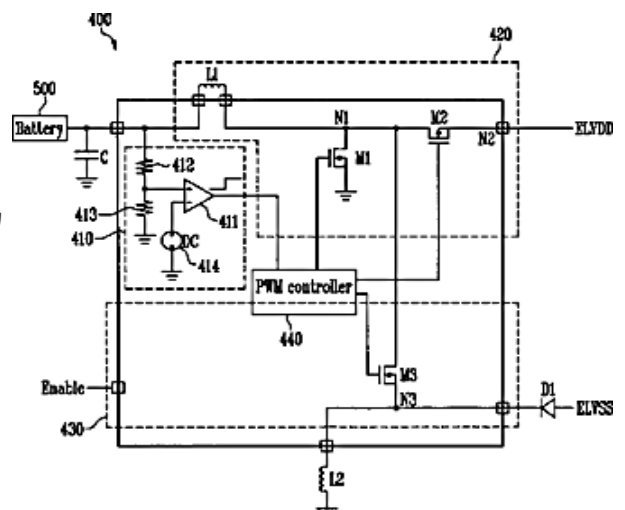 400
420
L1
500
Battery
N1
M2
N2
ELVDD
C
412
M1
413
411
410
DC
414
PWM controller
440
M3
Enable
N3
D1
ELVSS
430
L2